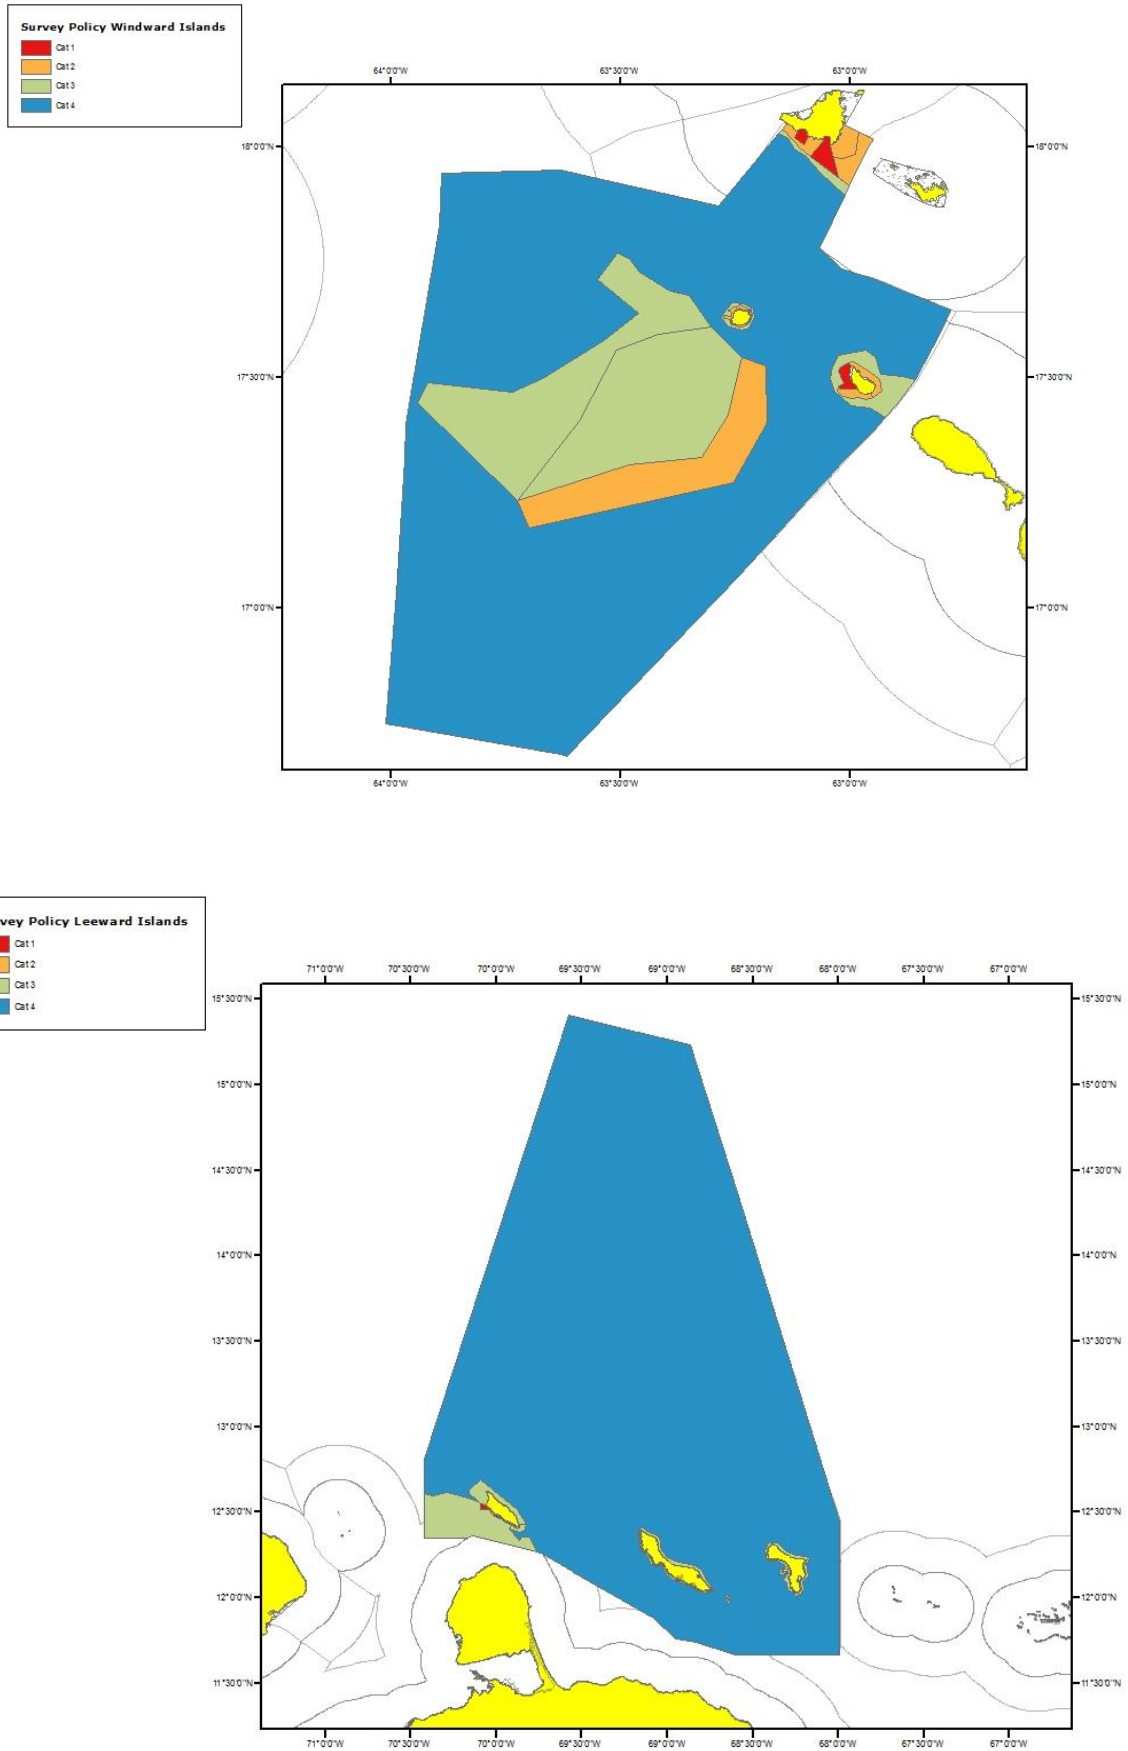 Survey Policy Windward Islands
Cat 1
Cat 2
Cat 3
Cat 4
64°0'0"W 63°30'0"W 63°0'0"W
18°0'0"N 18°0'0"N
17°30'0"N 17°30'0"N
17°0'0"N 17°0'0"N
64°0'0"W 63°30'0"W 63°0'0"W
vey Policy Leeward Islands
Cat 1
Cat 2
Cat 3
Cat 4
71°0'0"W 70°30'0"W 70°0'0"W 69°30'0"W 69°0'0"W 68°30'0"W 68°0'0"W 67°30'0"W 67°0'0"W
15°30'0"N 15°30'0"N
15°0'0"N 15°0'0"N
14°30'0"N 14°30'0"N
14°0'0"N 14°0'0"N
13°30'0"N 13°30'0"N
13°0'0"N 13°0'0"N
12°30'0"N 12°30'0"N
12°0'0"N 12°0'0"N
11°30'0"N 11°30'0"N
71°0'0"W 70°30'0"W 70°0'0"W 69°30'0"W 69°0'0"W 68°30'0"W 68°0'0"W 67°30'0"W 67°0'0"W